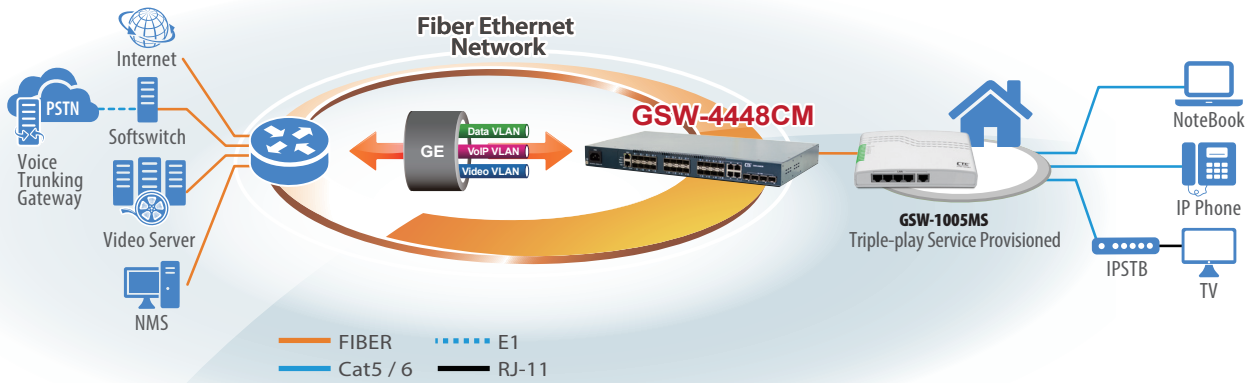 Fiber Ethernet
Network
Internet
PSTN
Softswitch
Voice
Trunking
Gateway
Video Server
NMS
GE
Data VLAN
VoIP VLAN
Video VLAN
GSW-4448CM
CTC
GSW-1005MS
Triple-play Service Provisioned
NoteBook
IP Phone
IPSTB
TV
FIBER
E1
Cat5 / 6
RJ-11